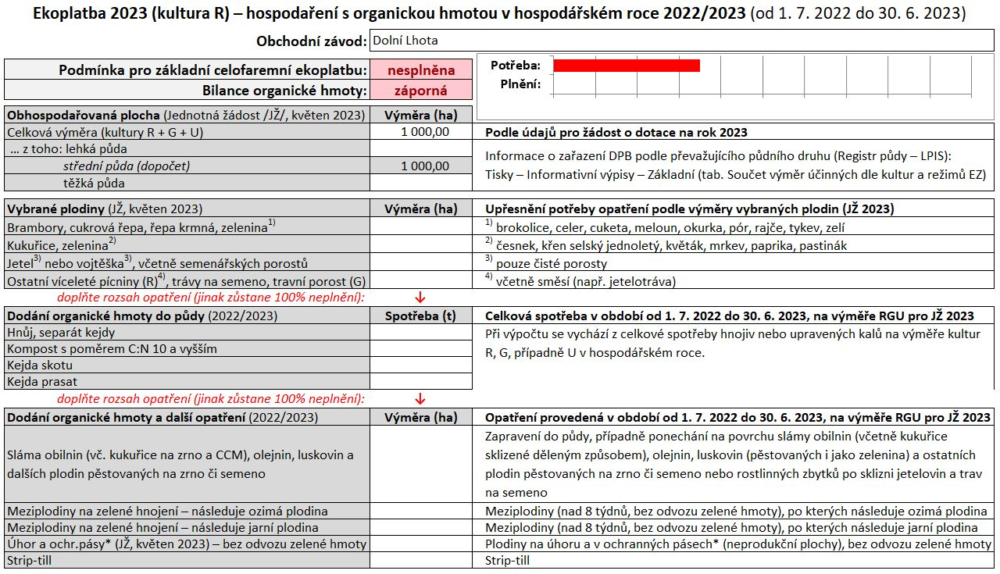 Ekoplatba 2023 (kultura R) – hospodaření s organickou hmotou v hospodářském roce 2022/2023 (od 1. 7. 2022 do 30. 6. 2023)
Obchodní závod: Dolní Lhota
Podmínka pro základní celofaremní ekoplatbu: nesplněna
Bilance organické hmoty: záporná
Potřeba:
Plnění:
Obhospodařovaná plocha (Jednotná žádost /JŽ/, květen 2023) Výměra (ha)
Celková výměra (kultury R + G + U) 1 000,00 Podle údajů pro žádost o dotace na rok 2023
... z toho: lehká půda
střední půda (dopočet) 1 000,00
těžká půda
Informace o zařazení DPB podle převažujícího půdního druhu (Registr půdy – LPIS):
Tisky – Informativní výpisy – Základní (tab. Součet výměr účinných dle kultur a režimů EZ)
Vybrané plodiny (JŽ, květen 2023) Výměra (ha) Upřesnění potřeby opatření podle výměry vybraných plodin (JŽ 2023)
Brambory, cukrová řepa, řepa krmná, zelenina1) 1) brokolice, celer, cuketa, meloun, okurka, pór, rajče, tykev, zelí
Kukuřice, zelenina2) 2) česnek, křen selský jednoletý, květák, mrkev, paprika, pastinák
Jetel3) nebo vojtěška3), včetně semenářských porostů 3) pouze čisté porosty
Ostatní víceleté pícniny (R)4), trávy na semeno, travní porost (G) 4) včetně směsí (např. jetelotráva)
doplňte rozsah opatření (jinak zůstane 100% neplnění): ↓
Dodání organické hmoty do půdy (2022/2023) Spotřeba (t) Celková spotřeba v období od 1. 7. 2022 do 30. 6. 2023, na výměře RGU pro JŽ 2023
Hnůj, separát kejdy
Kompost s poměrem C:N 10 a vyšším
Kejda skotu
Kejda prasat
Při výpočtu se vychází z celkové spotřeby hnojiv nebo upravených kalů na výměře kultur
R, G, případně U v hospodářském roce.
doplňte rozsah opatření (jinak zůstane 100% neplnění): ↓
Dodání organické hmoty a další opatření (2022/2023) Výměra (ha) Opatření provedená v období od 1. 7. 2022 do 30. 6. 2023, na výměře RGU pro JŽ 2023
Sláma obilnin (vč. kukuřice na zrno a CCM), olejnin, luskovin a
dalších plodin pěstovaných na zrno či semeno
Zapravení do půdy, případně ponechání na povrchu slámy obilnin (včetně kukuřice
sklizené děleným způsobem), olejnin, luskovin (pěstovaných i jako zelenina) a ostatních
plodin pěstovaných na zrno či semeno nebo rostlinných zbytků po sklizni jetelovin a trav
na semeno
Meziplodiny na zelené hnojení – následuje ozimá plodina Meziplodiny (nad 8 týdnů, bez odvozu zelené hmoty), po kterých následuje ozimá plodina
Meziplodiny na zelené hnojení – následuje jarní plodina Meziplodiny (nad 8 týdnů, bez odvozu zelené hmoty), po kterých následuje jarní plodina
Úhor a ochr.pásy* (JŽ, květen 2023) – bez odvozu zelené hmoty Plodiny na úhoru a v ochranných pásech* (neprodukční plochy), bez odvozu zelené hmoty
Strip-till Strip-till